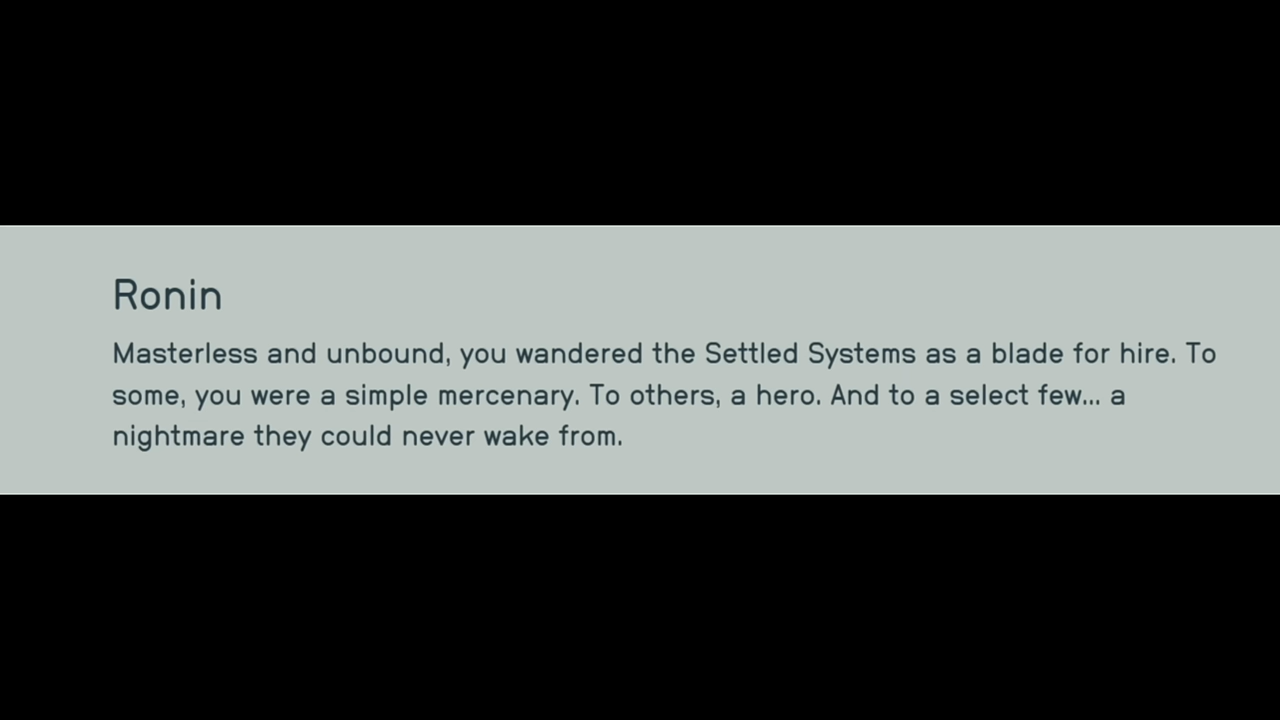 Ronin
Masterless and unbound, you wandered the Settled Systems as a blade for hire. To
some, you were a simple mercenary. To others, a hero. And to a select few... a
nightmare they could never wake from.